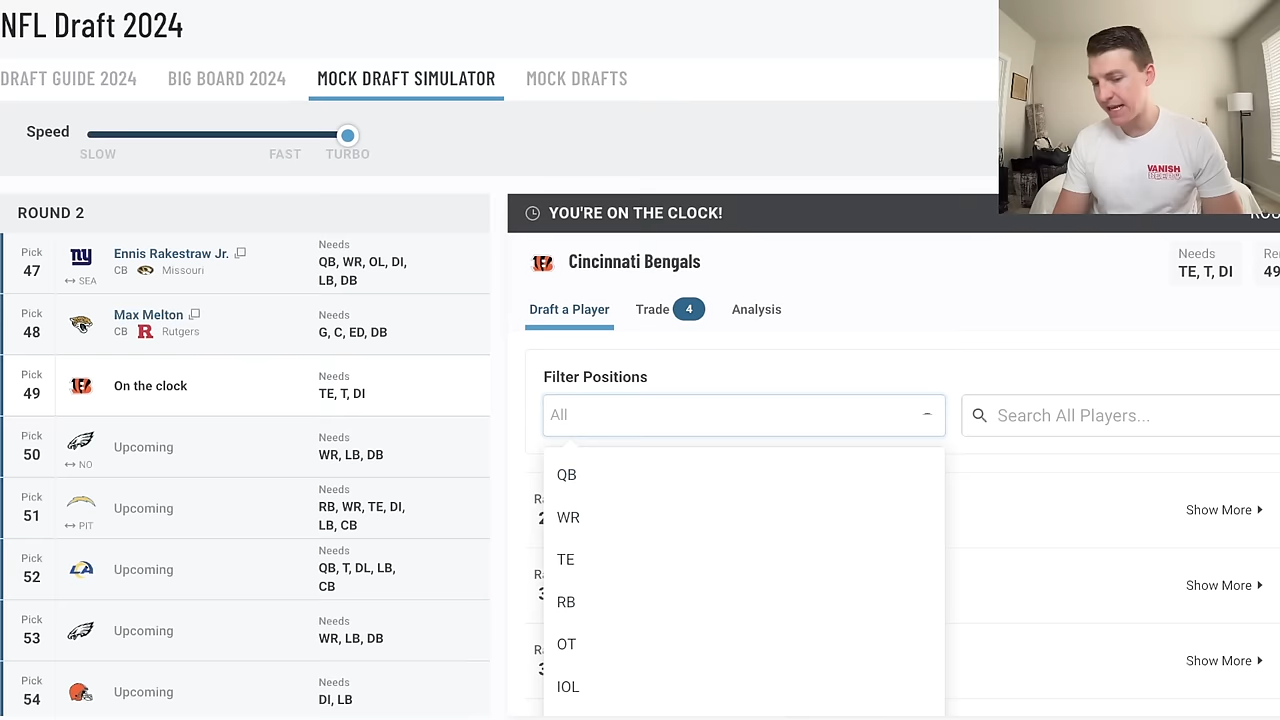 NFL Draft 2024
DRAFT GUIDE 2024 BIG BOARD 2024 MOCK DRAFT SIMULATOR MOCK DRAFTS
Speed
SLOW FAST TURBO
ROUND 2
Pick
47
SEA
Ennis Rakestraw Jr.
CB Missouri
Needs
QB, WR, OL, DI,
LB, DB
Pick
48
Max Melton
CB R Rutgers
Needs
G, C, ED, DB
Pick
49
On the clock
Needs
TE, T, DI
Pick
50
NO
Upcoming
Needs
WR, LB, DB
Pick
51
PIT
Upcoming
Needs
RB, WR, TE, DI,
LB, CB
Pick
52
Upcoming
Needs
QB, T, DL, LB,
CB
Pick
53
Upcoming
Needs
WR, LB, DB
Pick
54
Upcoming
Needs
DI, LB
YOU'RE ON THE CLOCK!
Cincinnati Bengals
Needs
TE, T, DI
49
Draft a Player Trade 4 Analysis
Filter Positions
All
Search All Players...
QB
WR
TE
RB
OT
IOL
Show More
Show More
Show More
VANISH